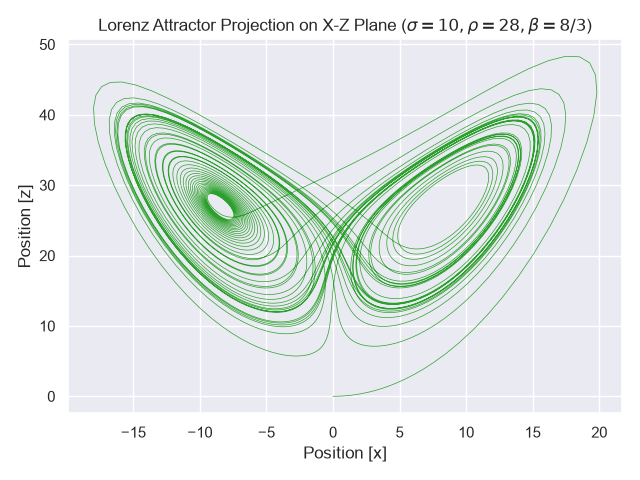 Lorenz Attractor Projection on X-Z Plane (σ = 10, ρ = 28, β = 8/3)
Position [z]
50
40
30
20
10
0
−15 −10 −5 0 5 10 15 20
Position [x]